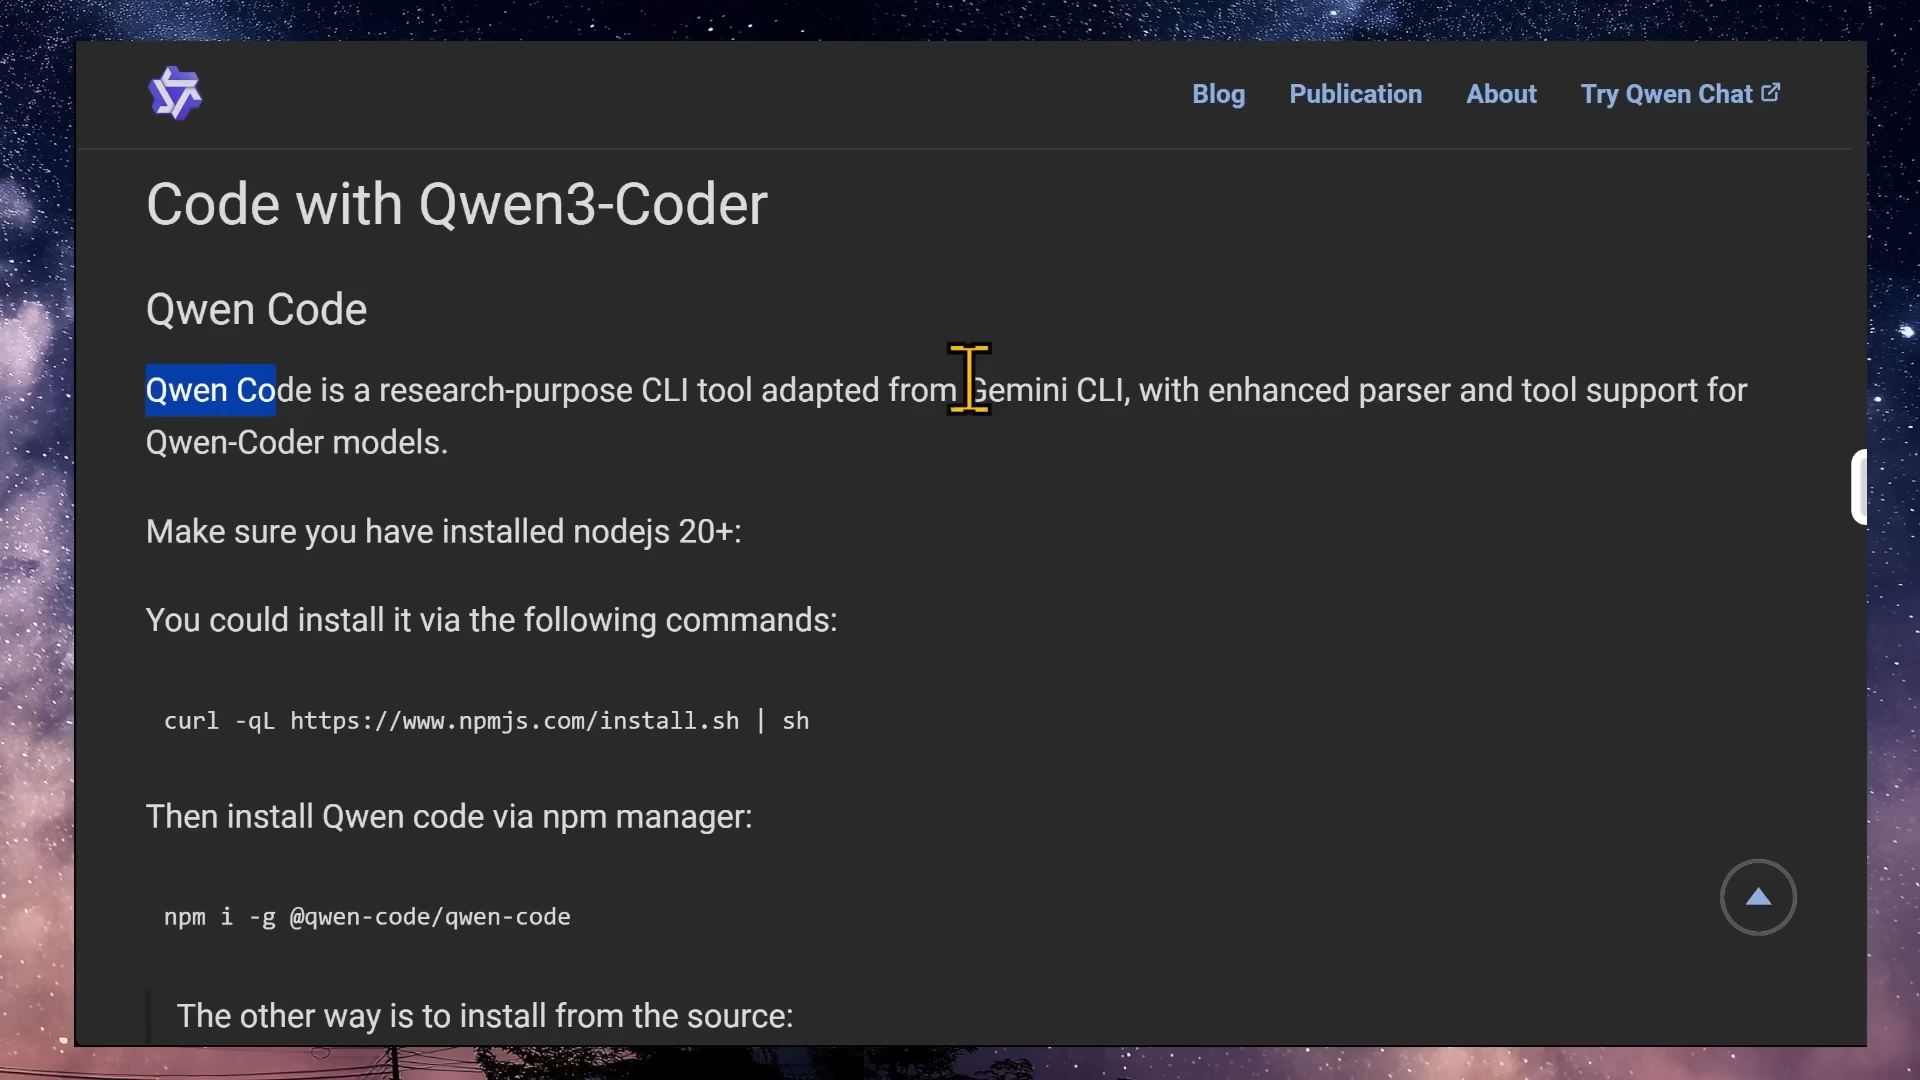 Blog Publication About Try Qwen Chat
Code with Qwen3-Coder
Qwen Code
Qwen Code is a research-purpose CLI tool adapted from Gemini CLI, with enhanced parser and tool support for
Qwen-Coder models.
Make sure you have installed nodejs 20+:
You could install it via the following commands:
curl -qL https://www.npmjs.com/install.sh | sh
Then install Qwen code via npm manager:
npm i -g @qwen-code/qwen-code
The other way is to install from the source: